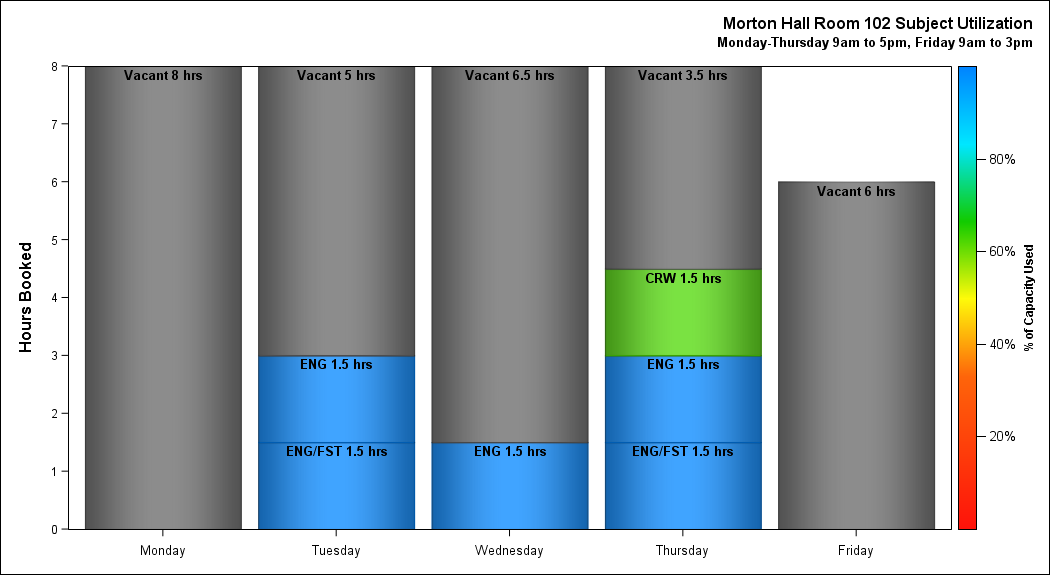 Morton Hall Room 102 Subject Utilization
Monday-Thursday 9am to 5pm, Friday 9am to 3pm
Hours Booked
8
7
6
5
4
3
2
1
0
Vacant 8 hrs
Vacant 5 hrs
ENG 1.5 hrs
ENG/FST 1.5 hrs
Vacant 6.5 hrs
ENG 1.5 hrs
Vacant 3.5 hrs
CRW 1.5 hrs
ENG 1.5 hrs
ENG/FST 1.5 hrs
Vacant 6 hrs
Monday
Tuesday
Wednesday
Thursday
Friday
80%
60%
40%
20%
% of Capacity Used